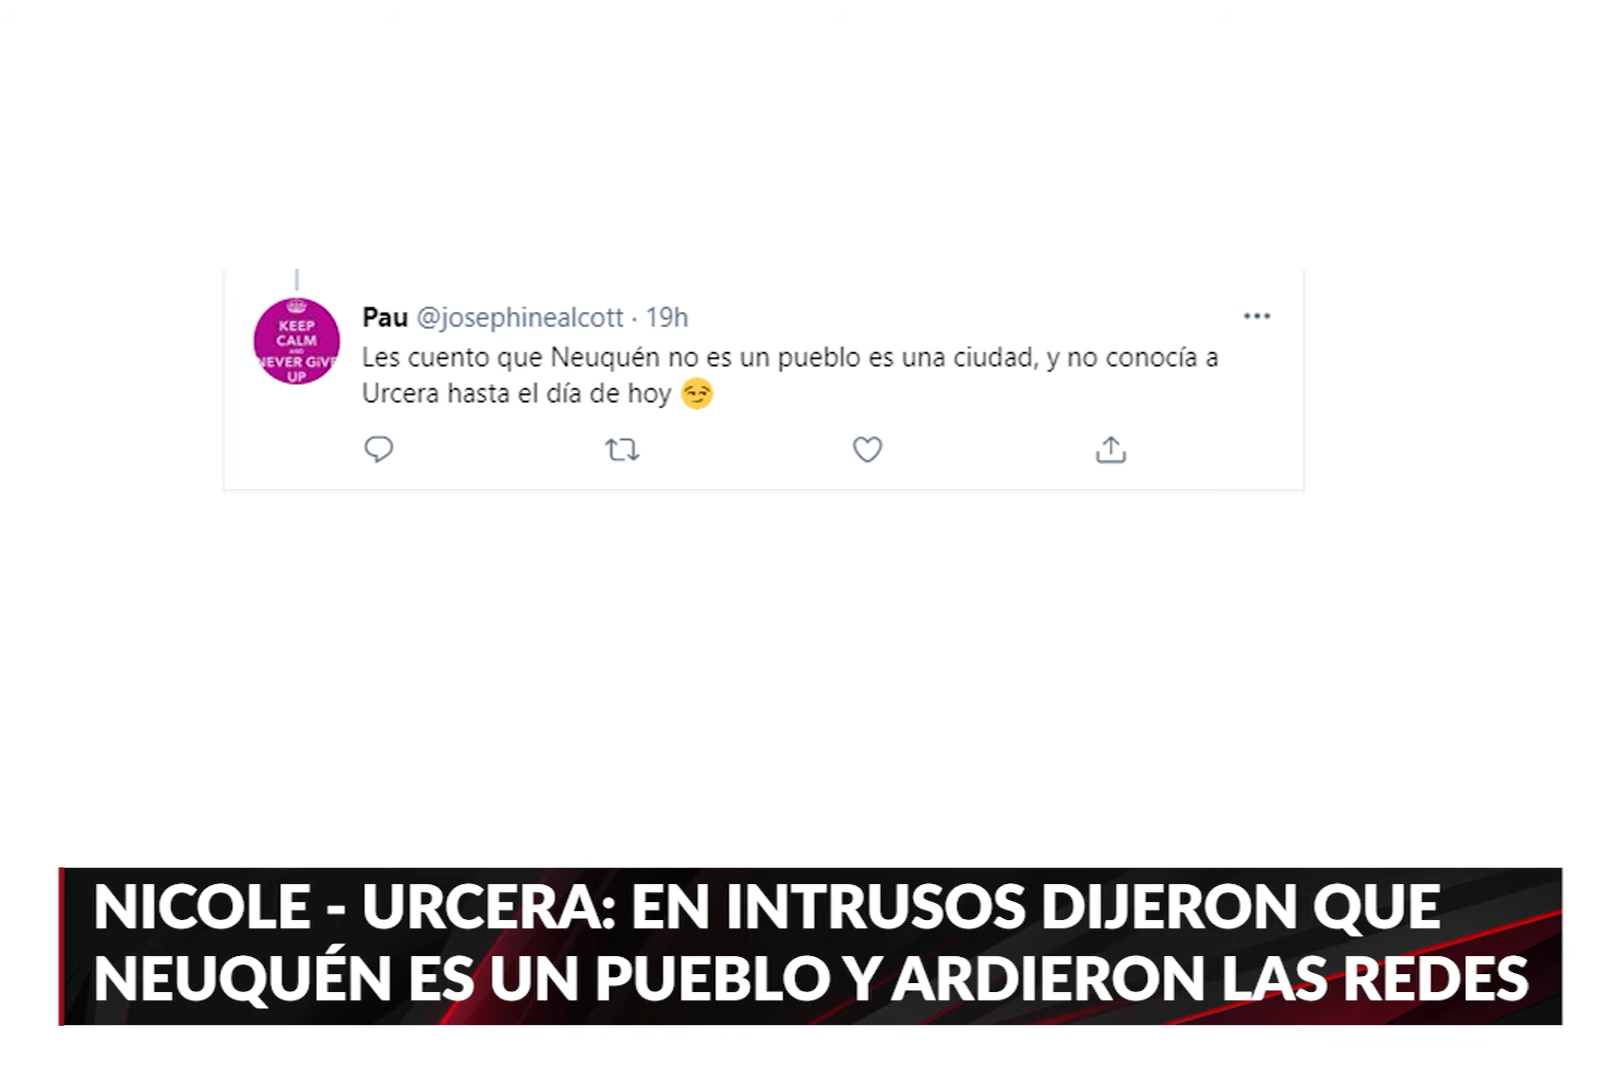 KEEP
CALM
AND
NEVER GIVE
UP
Pau @josephinealcott · 19h
Les cuento que Neuquén no es un pueblo es una ciudad, y no conocía a
Urcera hasta el día de hoy 😏
NICOLE - URCERA: EN INTRUSOS DIJERON QUE
NEUQUÉN ES UN PUEBLO Y ARDIERON LAS REDES